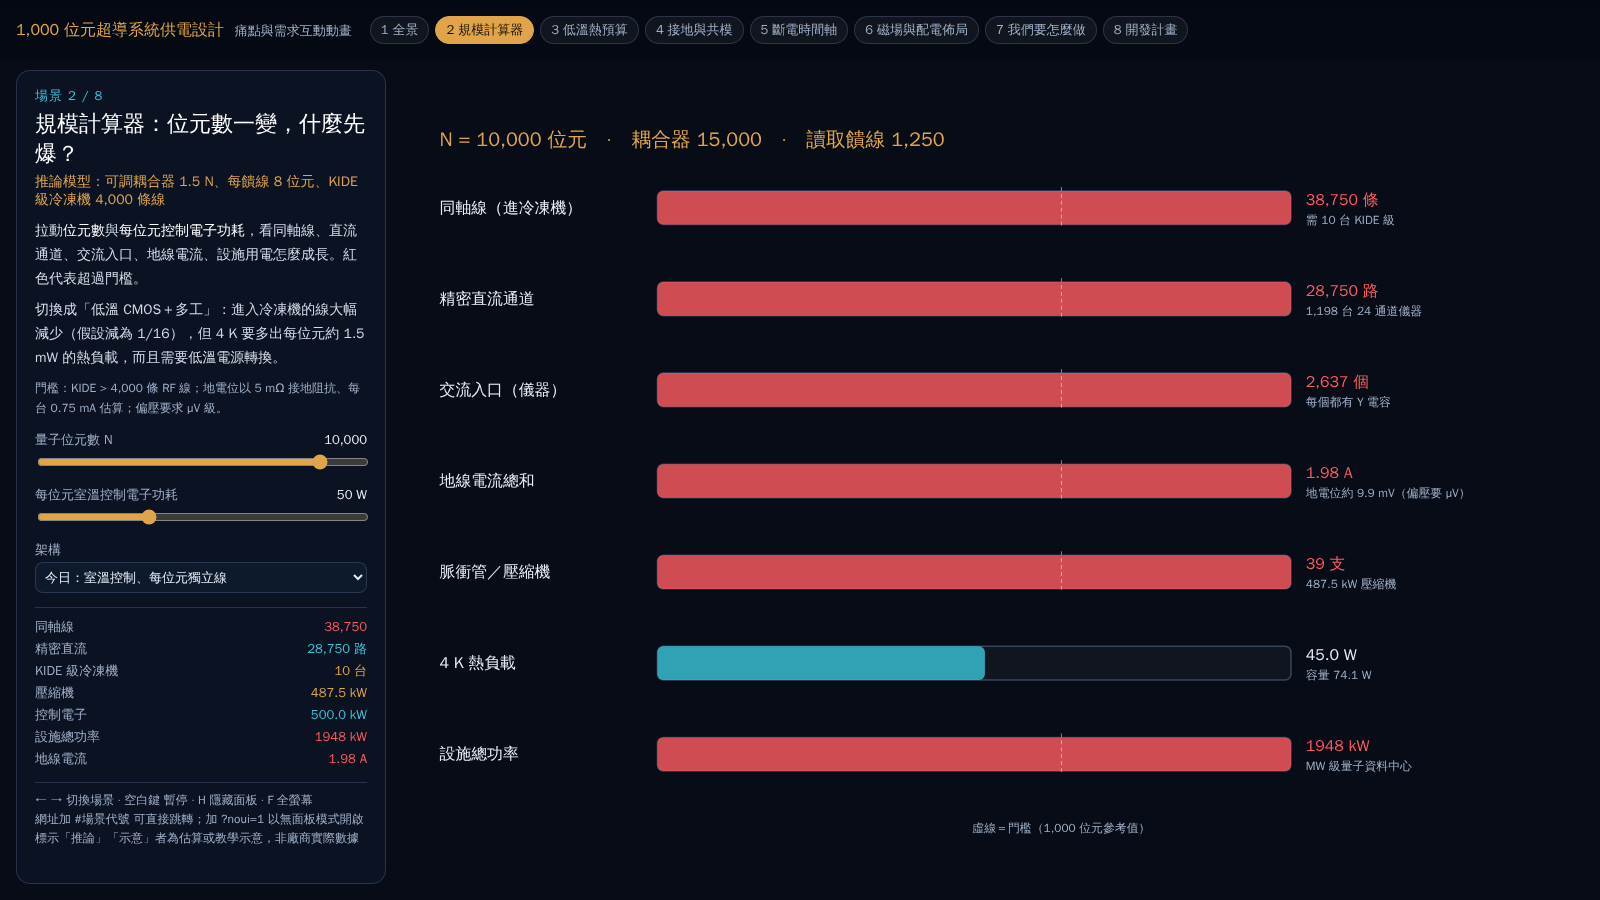 1,000 位元超導系統供電設計
痛點與需求互動動畫
1 全景
2 規模計算器
3 低溫熱預算
4 接地與共模
5 斷電時間軸
6 磁場與配電佈局
7 我們要怎麼做
8 開發計畫
場景 2 / 8
規模計算器：位元數一變，什麼先
爆？
推論模型：可調耦合器 1.5 N、每饋線 8 位元、KIDE
級冷凍機 4,000 條線
拉動位元數與每位元控制電子功耗，看同軸線、直流
通道、交流入口、地線電流、設施用電怎麼成長。紅
色代表超過門檻。
切換成「低溫 CMOS＋多工」：進入冷凍機的線大幅
減少（假設減為 1/16），但 4 K 要多出每位元約 1.5
mW 的熱負載，而且需要低溫電源轉換。
門檻：KIDE > 4,000 條 RF 線；地電位以 5 mΩ 接地阻抗、每
台 0.75 mA 估算；偏壓要求 μV 級。
量子位元數 N
10,000
每位元室溫控制電子功耗
50 W
架構
今日：室溫控制、每位元獨立線
同軸線 38,750
精密直流 28,750 路
KIDE 級冷凍機 10 台
壓縮機 487.5 kW
控制電子 500.0 kW
設施總功率 1948 kW
地線電流 1.98 A
← → 切換場景 · 空白鍵 暫停 · H 隱藏面板 · F 全螢幕
網址加 #場景代號 可直接跳轉；加 ?noui=1 以無面板模式開啟
標示「推論」「示意」者為估算或教學示意，非廠商實際數據
N＝10,000 位元 · 耦合器 15,000 · 讀取饋線 1,250
同軸線（進冷凍機）
38,750 條
需 10 台 KIDE 級
精密直流通道
28,750 路
1,198 台 24 通道儀器
交流入口（儀器）
2,637 個
每個都有 Y 電容
地線電流總和
1.98 A
地電位約 9.9 mV（偏壓要 μV）
脈衝管／壓縮機
39 支
487.5 kW 壓縮機
4 K 熱負載
45.0 W
容量 74.1 W
設施總功率
1948 kW
MW 級量子資料中心
虛線＝門檻（1,000 位元參考值）